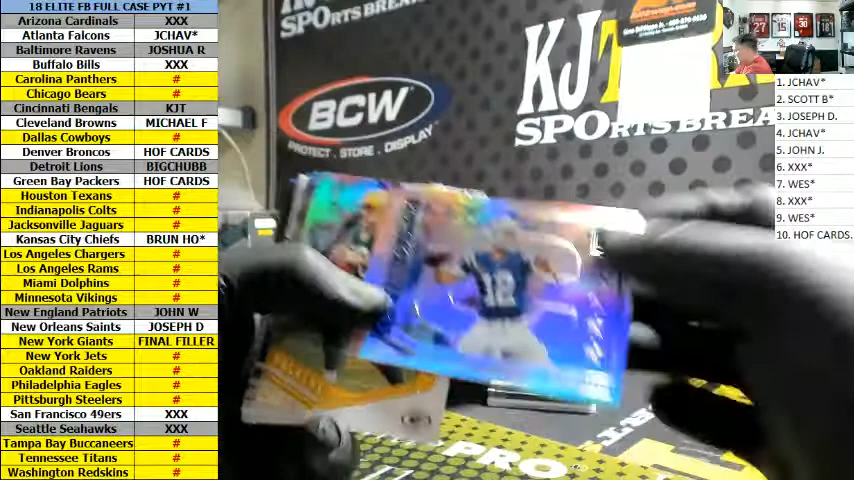 18 ELITE FB FULL CASE PYT #1
Arizona Cardinals XXX
Atlanta Falcons JCHAV*
Baltimore Ravens JOSHUA R
Buffalo Bills XXX
Carolina Panthers #
Chicago Bears #
Cincinnati Bengals KJT
Cleveland Browns MICHAEL F
Dallas Cowboys #
Denver Broncos HOF CARDS
Detroit Lions BIGCHUBB
Green Bay Packers HOF CARDS
Houston Texans #
Indianapolis Colts #
Jacksonville Jaguars #
Kansas City Chiefs BRUN HO*
Los Angeles Chargers #
Los Angeles Rams #
Miami Dolphins #
Minnesota Vikings #
New England Patriots JOHN W
New Orleans Saints JOSEPH D
New York Giants FINAL FILLER
New York Jets #
Oakland Raiders #
Philadelphia Eagles #
Pittsburgh Steelers #
San Francisco 49ers XXX
Seattle Seahawks XXX
Tampa Bay Buccaneers #
Tennessee Titans #
Washington Redskins #
SPORTS BREAK
BCW
PROTECT . STORE . DISPLAY
KJT
SPORTS BREA
12
PACKERS
PRO
27
15
30
1. JCHAV*
2. SCOTT B*
3. JOSEPH D.
4. JCHAV*
5. JOHN J.
6. XXX*
7. WES*
8. XXX*
9. WES*
10. HOF CARDS.